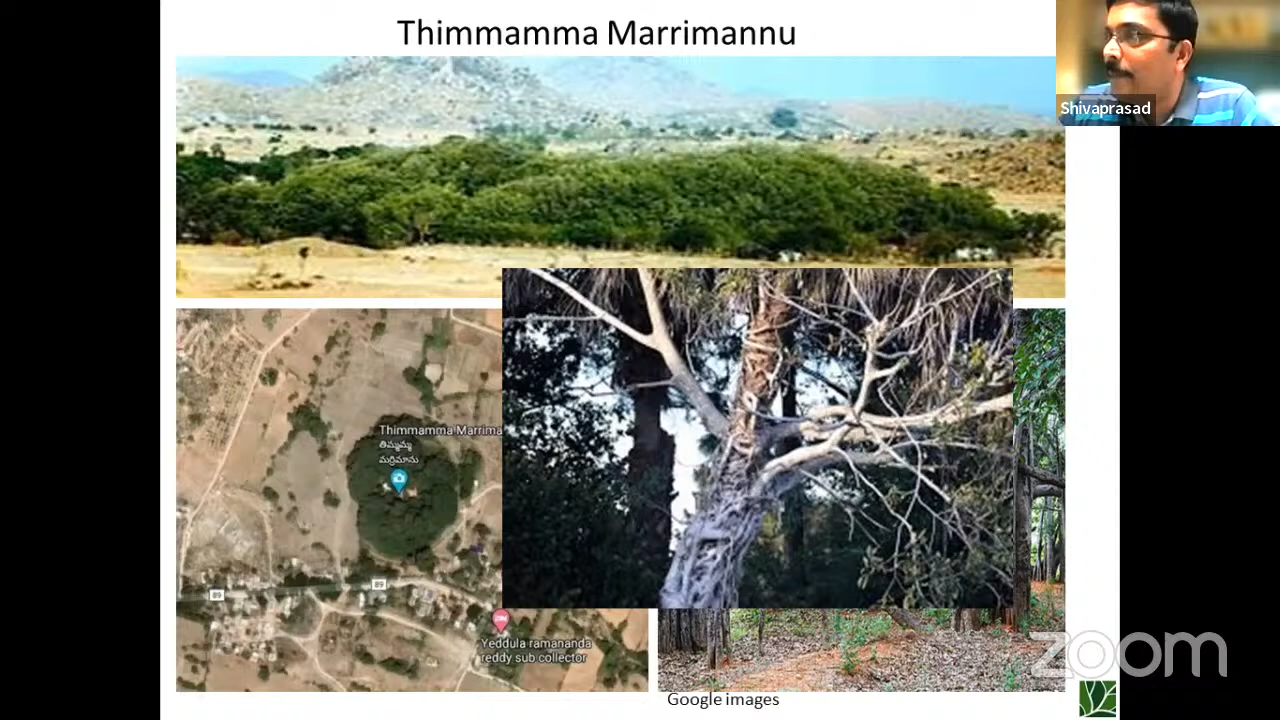 Thimmamma Marrimannu
Shivaprasad
Thimmamma Marrima
తిమ్మమ్మ
మర్రిమాను
89
89
Yeddula ramananda
reddy sub collector
Google images
zoom